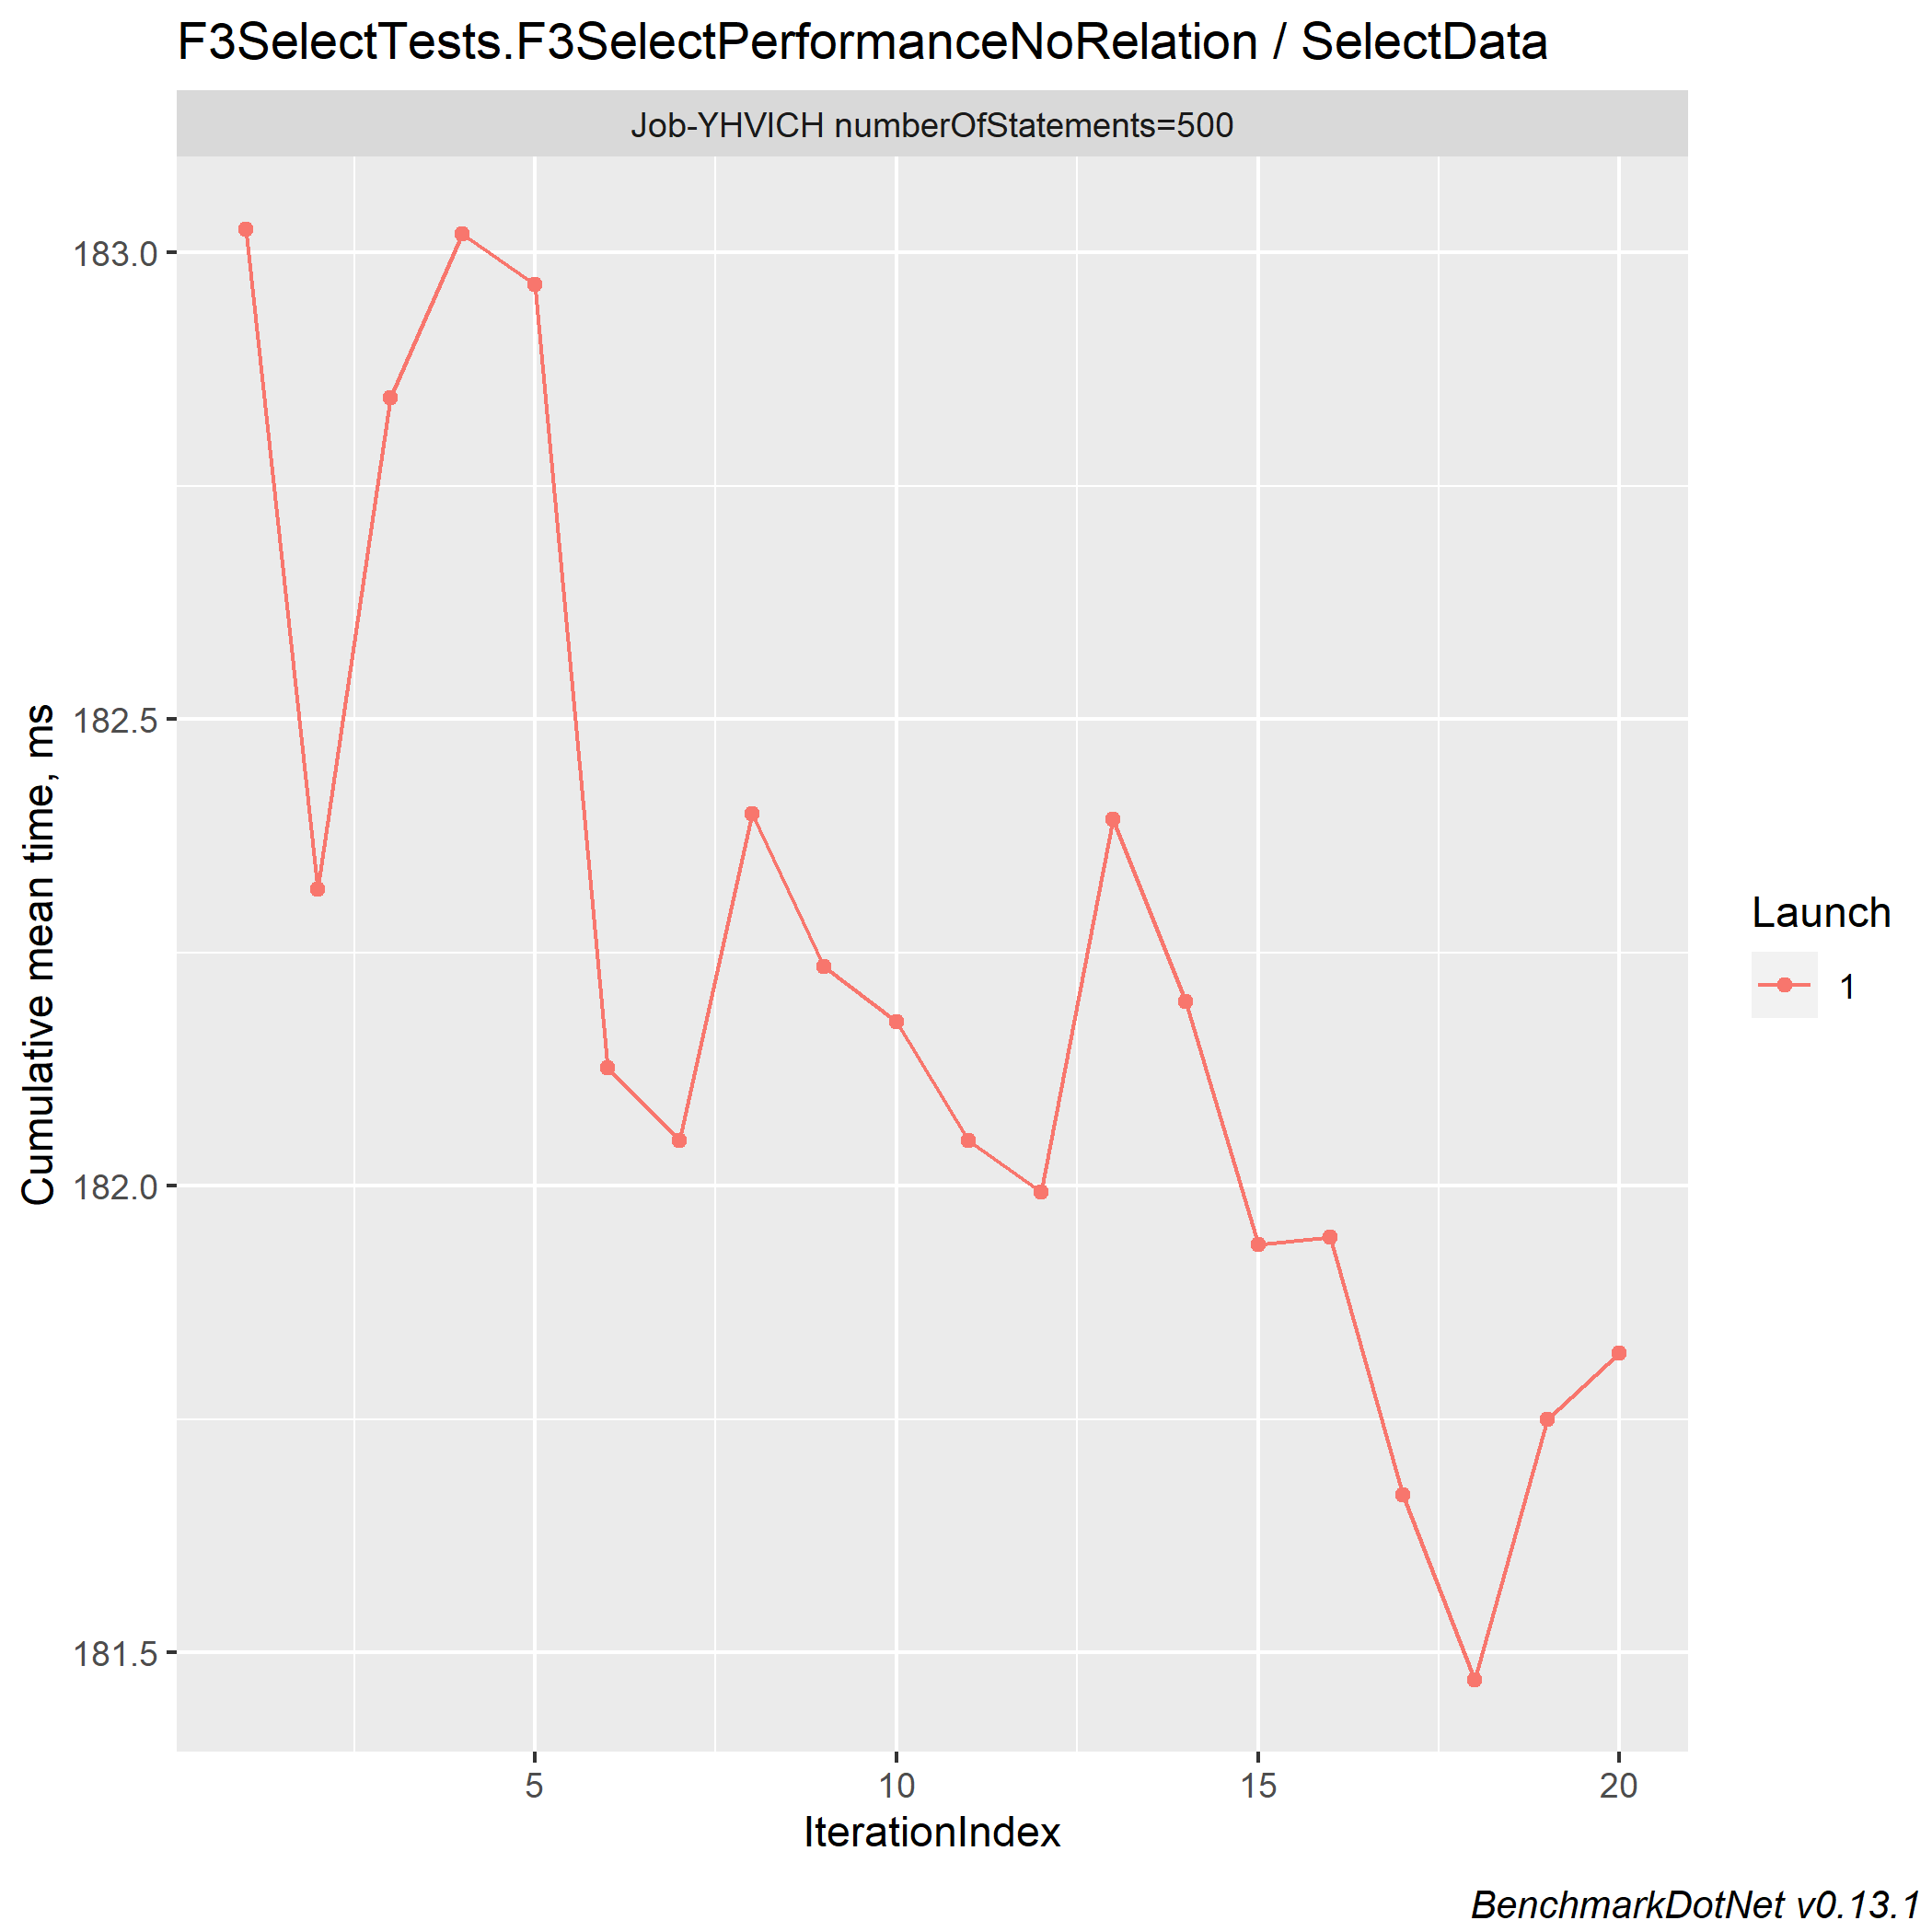 F3SelectTests.F3SelectPerformanceNoRelation / SelectData
Job-YHVICH numberOfStatements=500
Cumulative mean time, ms
183.0
182.5
182.0
181.5
5
10
15
20
IterationIndex
Launch
1
BenchmarkDotNet v0.13.1